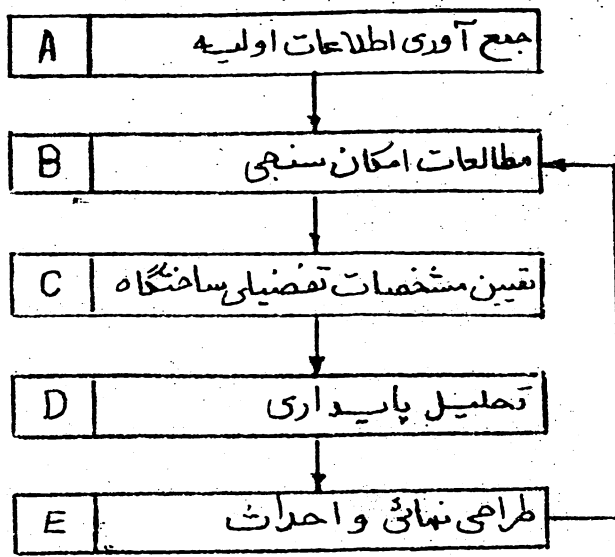 A جمع آوری اطلاعات اولیه
B مطالعات امکان سنجی
C تعیین مشخصات تفضیلی ساختگاه
D تحلیل پایداری
E طراحی نهائی و احداث